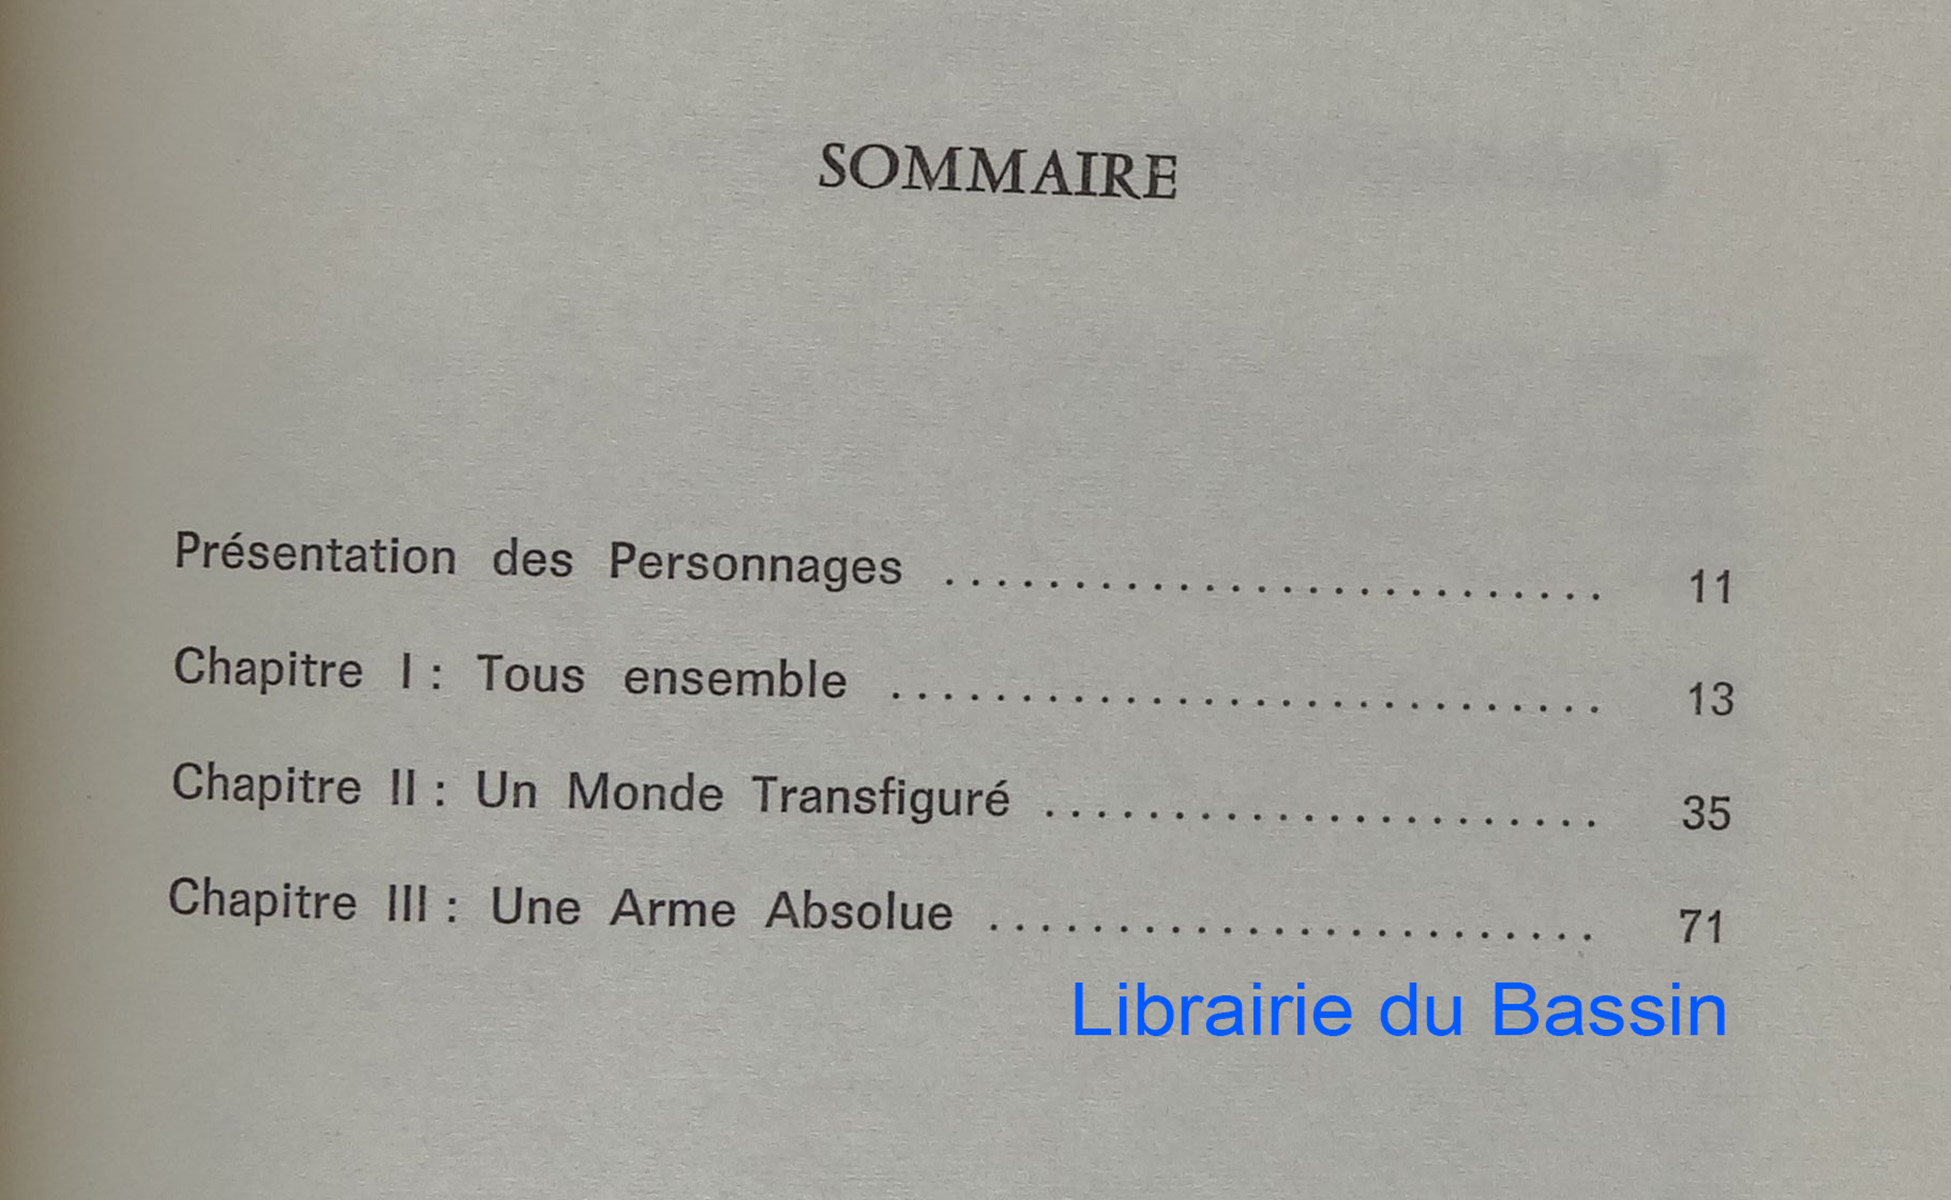 SOMMAIRE
Présentation des Personnages .......................... 11
Chapitre I : Tous ensemble ............................ 13
Chapitre II : Un Monde Transfiguré ...................... 35
Chapitre III : Une Arme Absolue ........................ 71
Librairie du Bassin